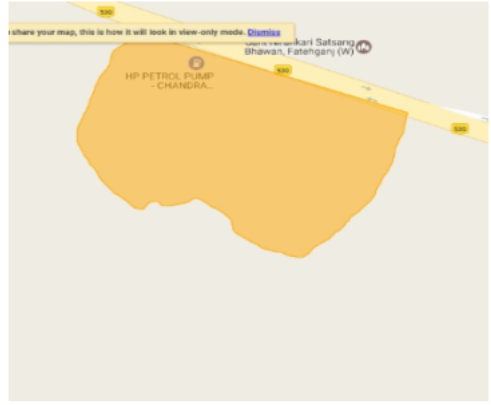 530
share your map, this is how it will look in view-only mode. Dismiss
Satsang
Bhawan, Fatehganj (W)
HP PETROL PUMP
- CHANDRA...
530
530